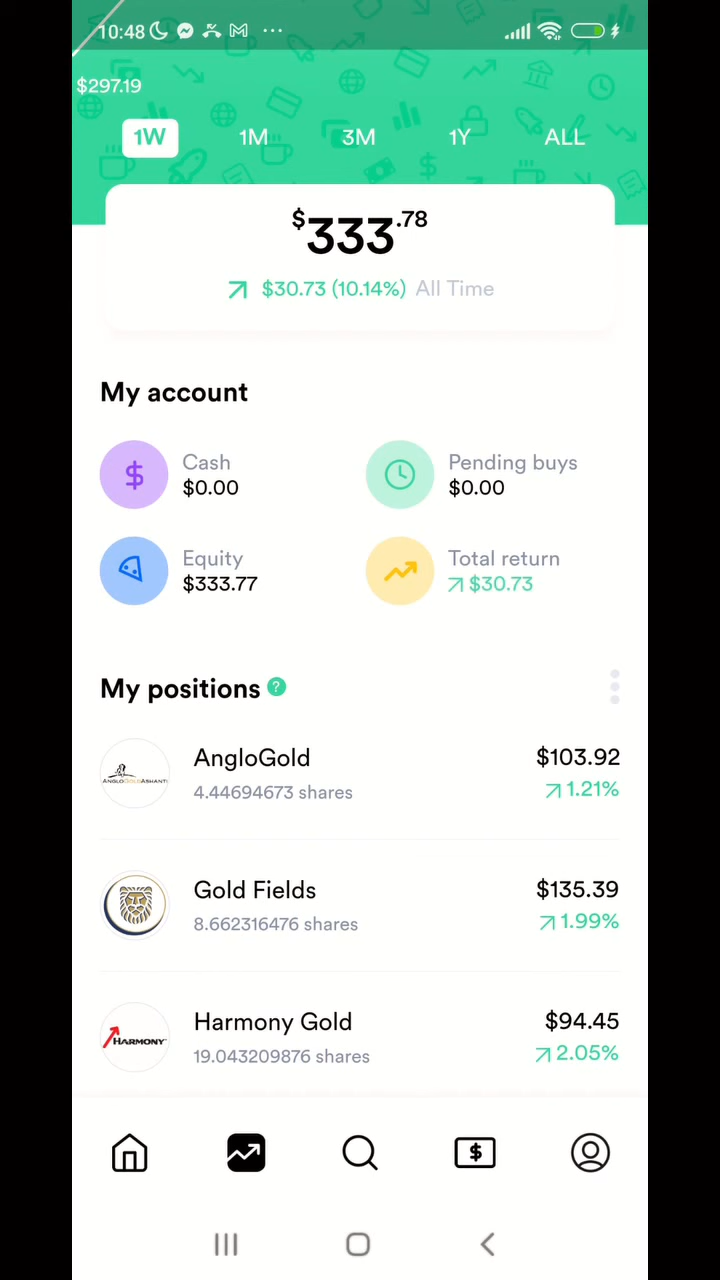 10:48
$297.19
1W 1M 3M 1Y ALL
$333.78
$30.73 (10.14%) All Time
My account
Cash
$0.00
Pending buys
$0.00
Equity
$333.77
Total return
$30.73
My positions ?
AngloGold $103.92
ANGLOGOLDASHANTI
4.44694673 shares 1.21%
Gold Fields $135.39
8.662316476 shares 1.99%
Harmony Gold $94.45
HARMONY
19.043209876 shares 2.05%